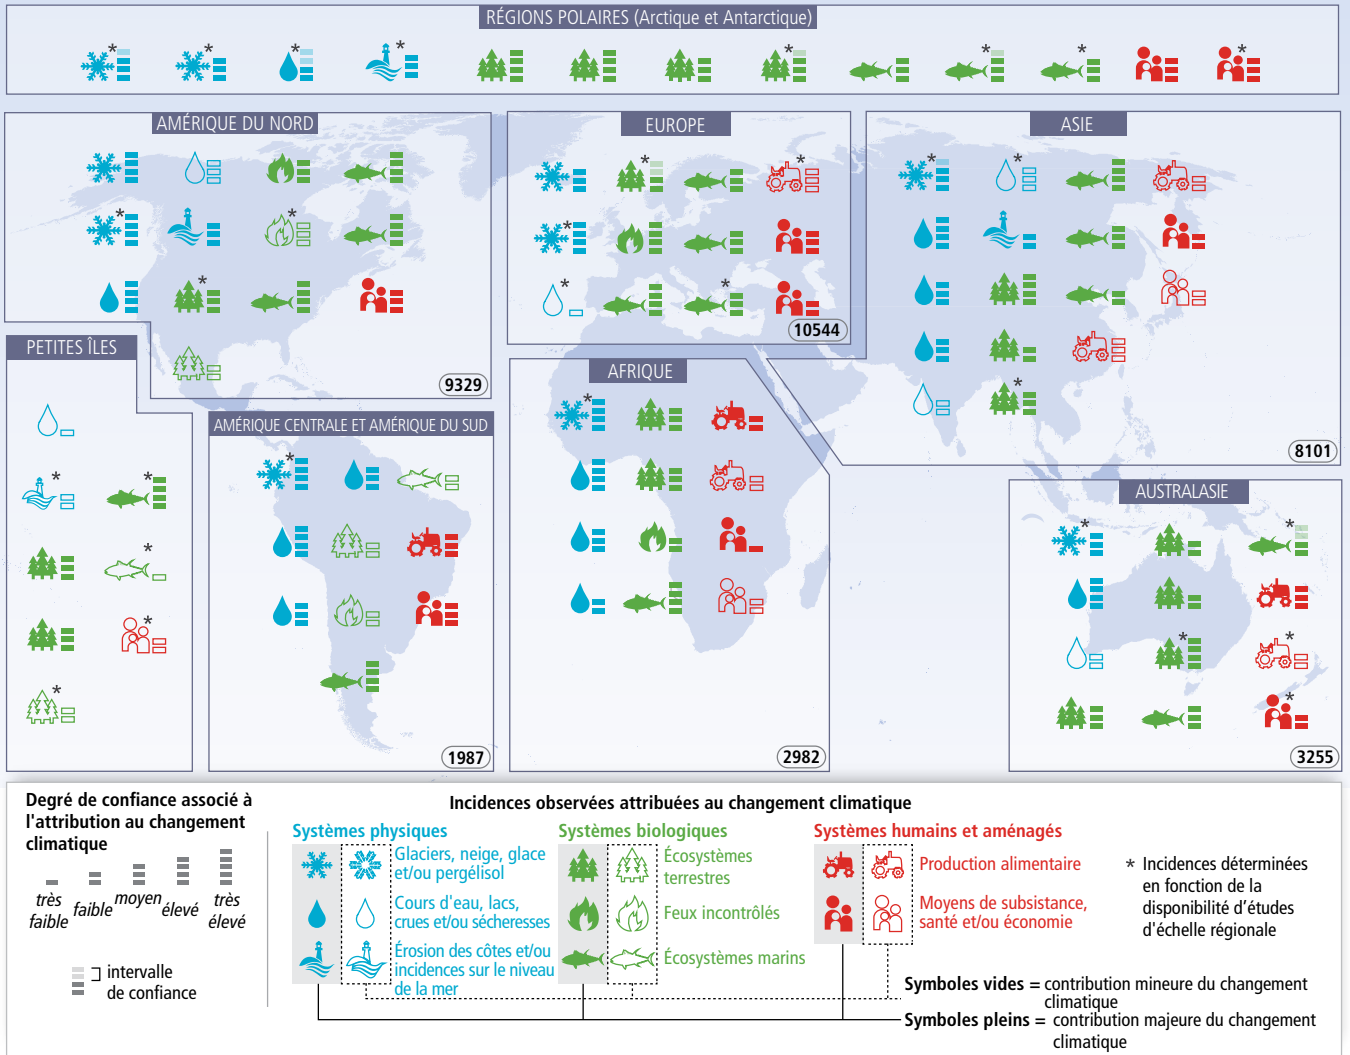 RÉGIONS POLAIRES (Arctique et Antarctique)
* * * * * * * *
AMÉRIQUE DU NORD
* * *
9329
EUROPE
* * * * *
10544
ASIE
* * *
8101
PETITES ÎLES
* * * * *
AMÉRIQUE CENTRALE ET AMÉRIQUE DU SUD
*
1987
AFRIQUE
*
2982
AUSTRALASIE
* * * * *
3255
Degré de confiance associé à
l'attribution au changement
climatique
très
faible
faible
moyen
élevé
très
élevé
intervalle
de confiance
Incidences observées attribuées au changement climatique
Systèmes physiques
Glaciers, neige, glace
et/ou pergélisol
Cours d'eau, lacs,
crues et/ou sécheresses
Érosion des côtes et/ou
incidences sur le niveau
de la mer
Systèmes biologiques
Écosystèmes
terrestres
Feux incontrôlés
Écosystèmes marins
Systèmes humains et aménagés
Production alimentaire
Moyens de subsistance,
santé et/ou économie
* Incidences déterminées
en fonction de la
disponibilité d'études
d'échelle régionale
Symboles vides = contribution mineure du changement
climatique
Symboles pleins = contribution majeure du changement
climatique